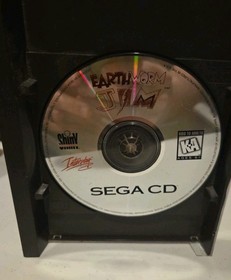 EARTHWORM
JIM
Shiny
Interplay
K-A
SEGA CD